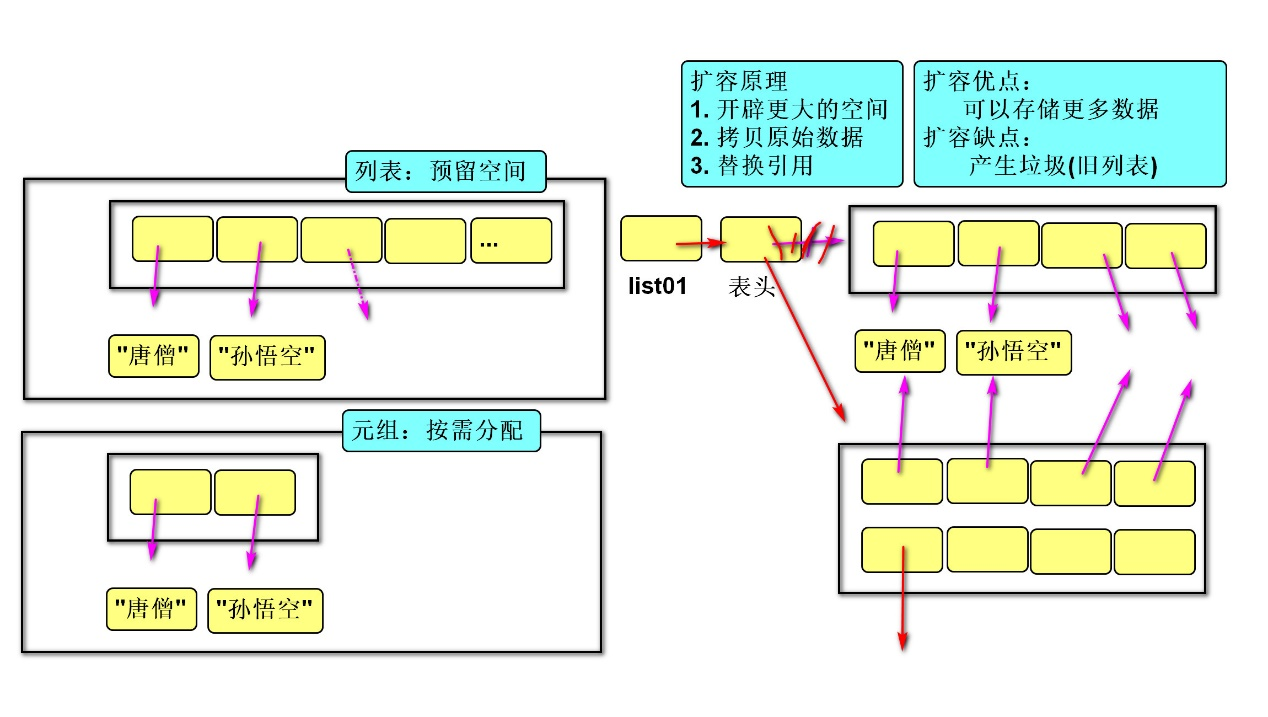 扩容原理
1. 开辟更大的空间
2. 拷贝原始数据
3. 替换引用
扩容优点：
可以存储更多数据
扩容缺点：
产生垃圾(旧列表)
列表：预留空间
...
"唐僧"
"孙悟空"
list01
表头
"唐僧"
"孙悟空"
元组：按需分配
"唐僧"
"孙悟空"